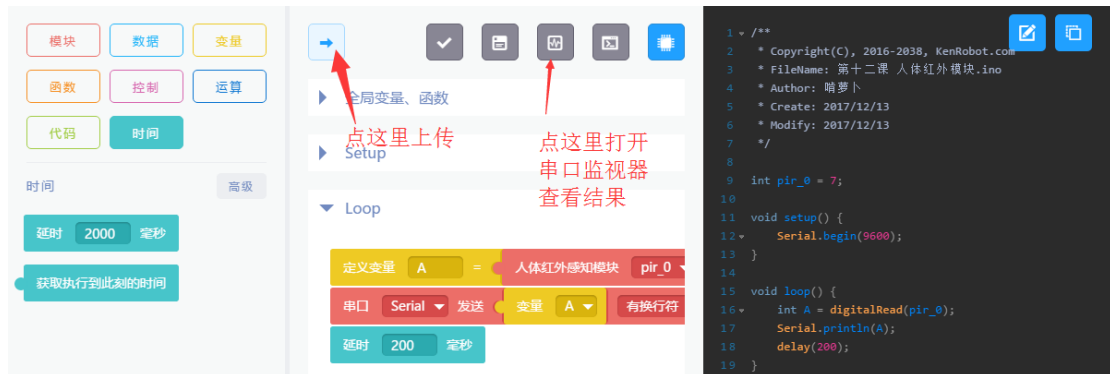 模块 数据 变量
函数 控制 运算
代码 时间
时间 高级
延时 2000 毫秒
获取执行到此刻的时间
全局变量、函数
点这里上传
Setup
点这里打开
串口监视器
查看结果
Loop
定义变量 A = 人体红外感知模块 pir_0
串口 Serial 发送 变量 A 有换行符
延时 200 毫秒
1 /**
2 * Copyright(C), 2016-2038, KenRobot.com
3 * FileName: 第十二课 人体红外模块.ino
4 * Author: 啃萝卜
5 * Create: 2017/12/13
6 * Modify: 2017/12/13
7 */
8
9 int pir_0 = 7;
10
11 void setup() {
12 Serial.begin(9600);
13 }
14
15 void loop() {
16 int A = digitalRead(pir_0);
17 Serial.println(A);
18 delay(200);
19 }